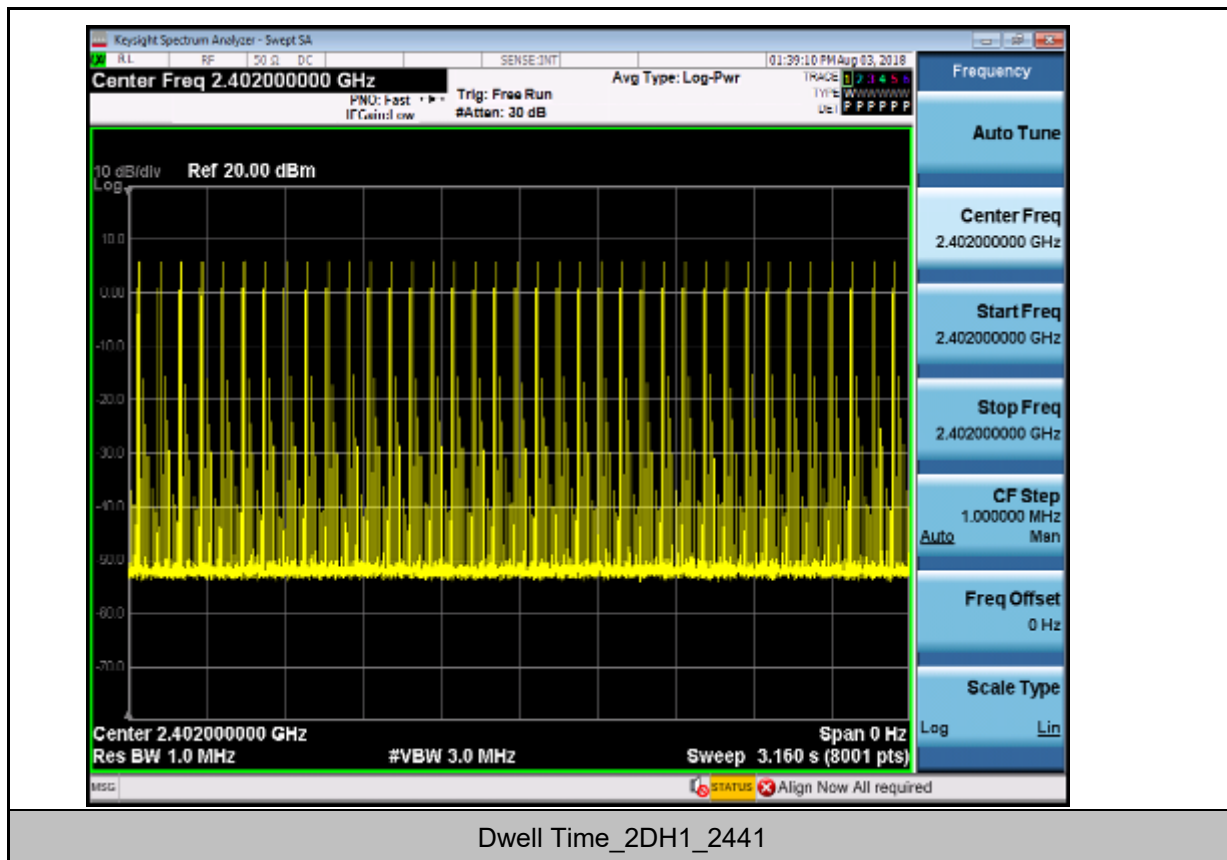 Keysight Spectrum Analyzer - Swept SA
RL RF 50 Ω DC SENSE:INT 01:39:10 PM Aug 03, 2018
Center Freq 2.402000000 GHz
Avg Type: Log-Pwr
TRACE 1 2 3 4 5 6
TYPE WWWWWW
DET P P P P P P
PNO: Fast
IFGain:Low
Trig: Free Run
#Atten: 30 dB
Frequency
Auto Tune
10 dB/div
Log
Ref 20.00 dBm
10.0
0.00
-10.0
-20.0
-30.0
-40.0
-50.0
-60.0
-70.0
Center Freq
2.402000000 GHz
Start Freq
2.402000000 GHz
Stop Freq
2.402000000 GHz
CF Step
1.000000 MHz
Auto Man
Freq Offset
0 Hz
Scale Type
Log Lin
Center 2.402000000 GHz
Span 0 Hz
Res BW 1.0 MHz
#VBW 3.0 MHz
Sweep 3.160 s (8001 pts)
MSG
STATUS
Align Now All required
Dwell Time_2DH1_2441